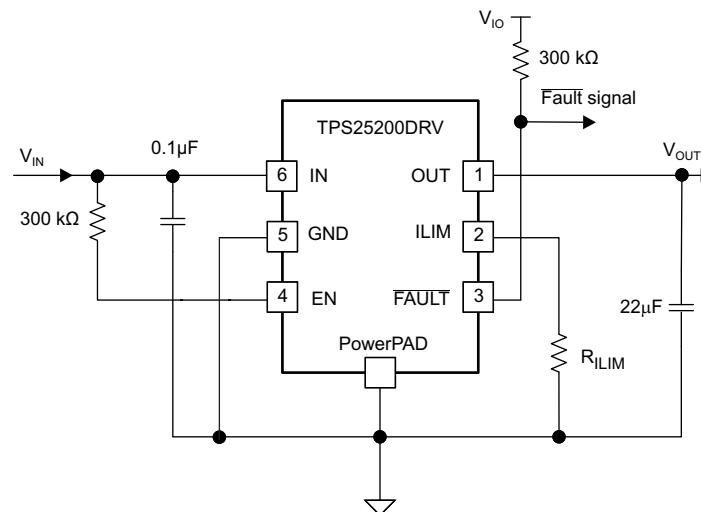 V_IO
300 kΩ
Fault signal
TPS25200DRV
V_IN
0.1µF
V_OUT
6 IN
OUT 1
300 kΩ
5 GND
ILIM 2
4 EN
FAULT 3
22µF
PowerPAD
R_ILIM